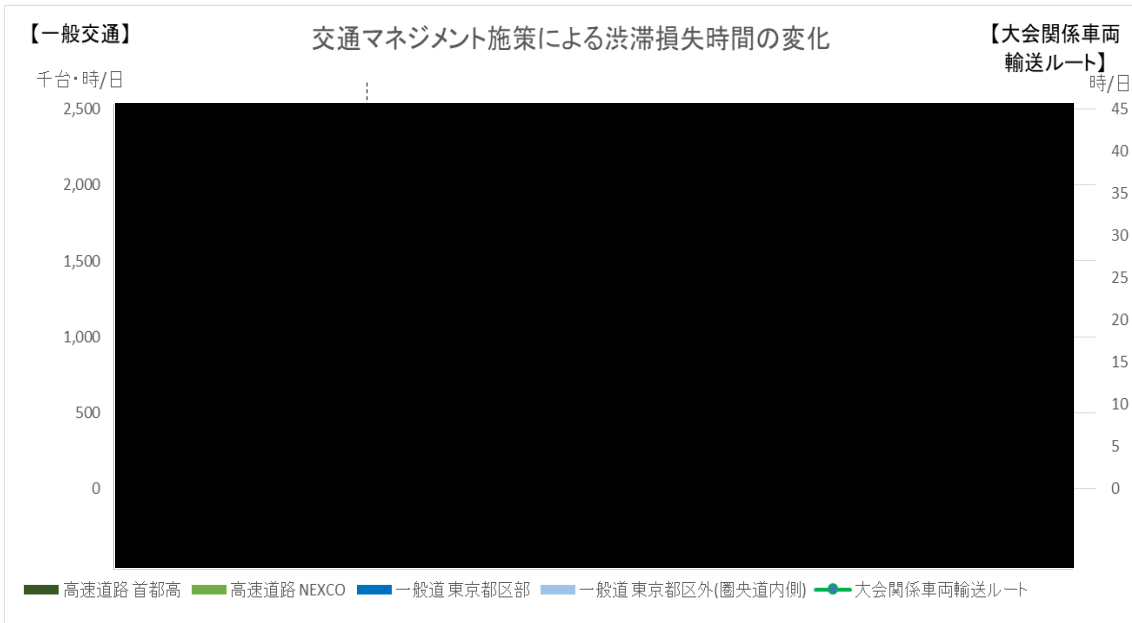 【一般交通】
交通マネジメント施策による渋滞損失時間の変化
【大会関係車両
輸送ルート】
千台・時/日
時/日
2,500
2,000
1,500
1,000
500
0
45
40
35
30
25
20
15
10
5
0
高速道路 首都高
高速道路 NEXCO
一般道 東京都区部
一般道 東京都区外(圏央道内側)
大会関係車両輸送ルート